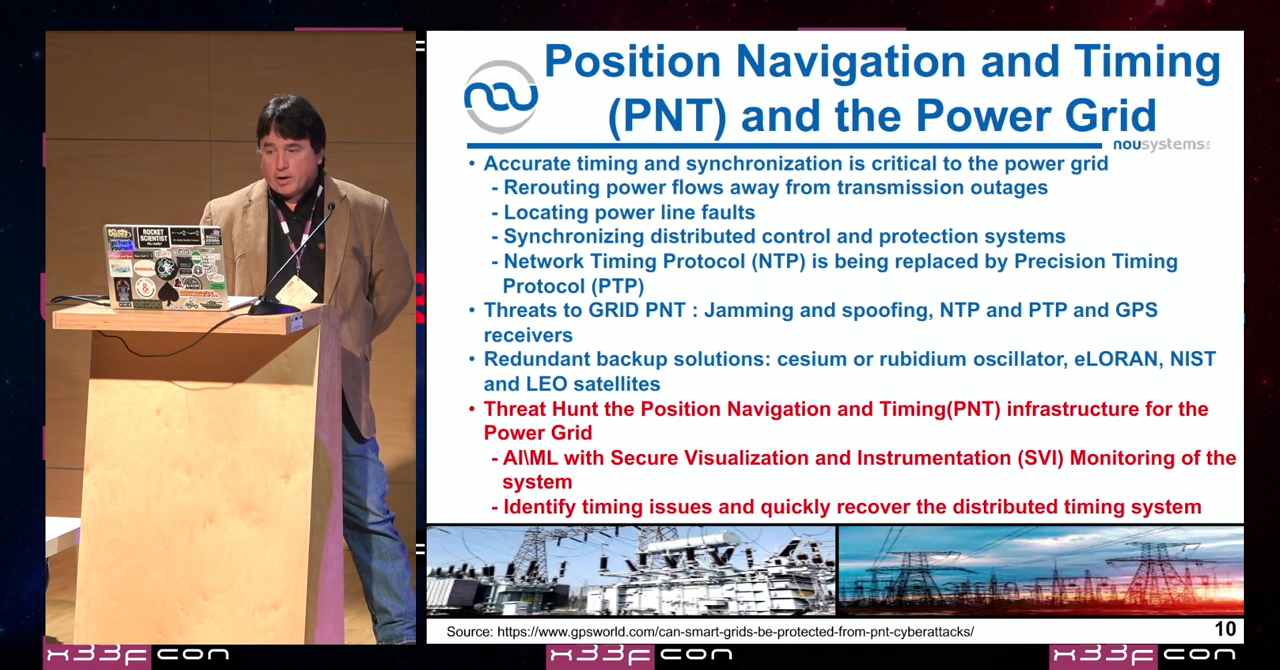 Position Navigation and Timing
(PNT) and the Power Grid
nou
nousystems
• Accurate timing and synchronization is critical to the power grid
- Rerouting power flows away from transmission outages
- Locating power line faults
- Synchronizing distributed control and protection systems
- Network Timing Protocol (NTP) is being replaced by Precision Timing
Protocol (PTP)
• Threats to GRID PNT : Jamming and spoofing, NTP and PTP and GPS
receivers
• Redundant backup solutions: cesium or rubidium oscillator, eLORAN, NIST
and LEO satellites
• Threat Hunt the Position Navigation and Timing(PNT) infrastructure for the
Power Grid
- AI\ML with Secure Visualization and Instrumentation (SVI) Monitoring of the
system
- Identify timing issues and quickly recover the distributed timing system
Source: https://www.gpsworld.com/can-smart-grids-be-protected-from-pnt-cyberattacks/
10
ROCKET
SCIENTIST
go hack
yourself
x33fcon
x33fcon
x33fcon